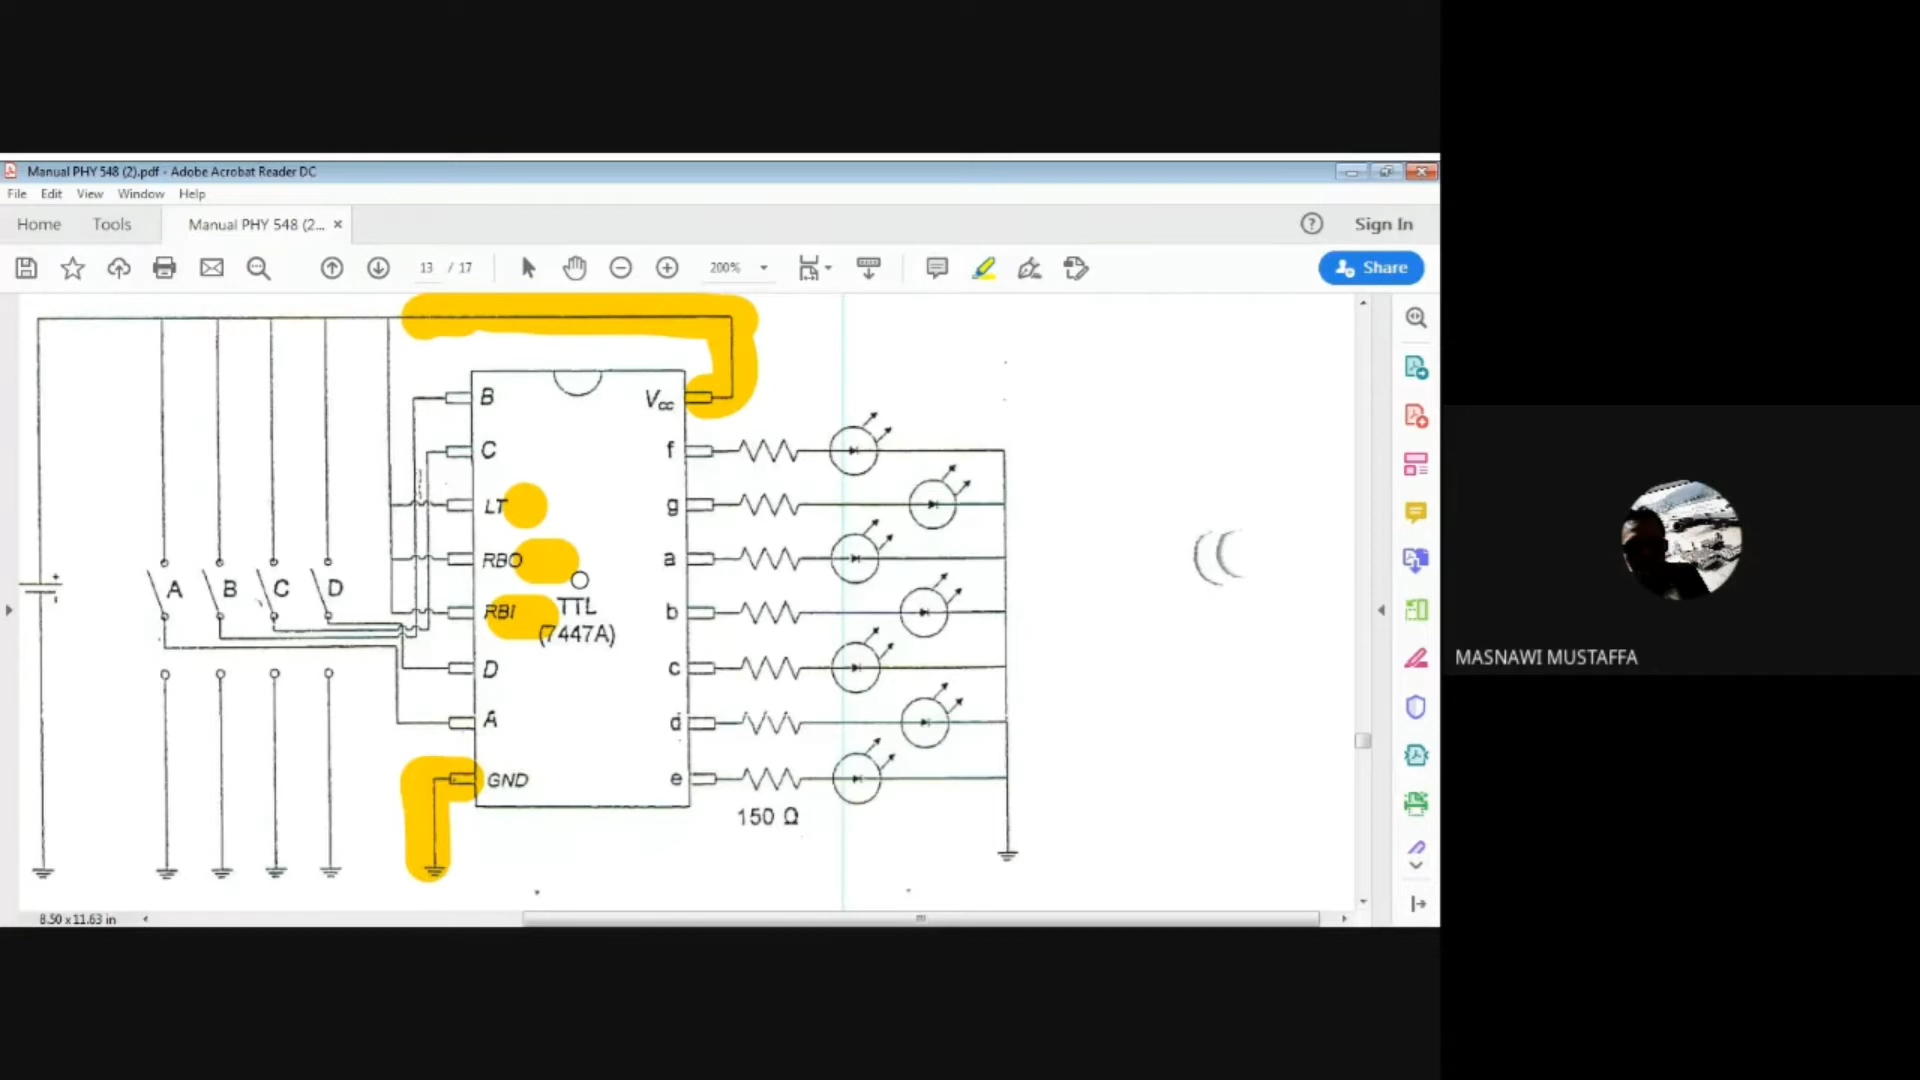 Manual PHY 548 (2).pdf - Adobe Acrobat Reader DC
File Edit View Window Help
Home Tools Manual PHY 548 (2... ×
Sign In
13 / 17
200%
Share
B
Vcc
C
f
LT
g
RBO
a
A B C D
RBI
TTL
(7447A)
b
D
c
A
d
GND
e
150 Ω
8.50 x 11.63 in
MASNAWI MUSTAFFA